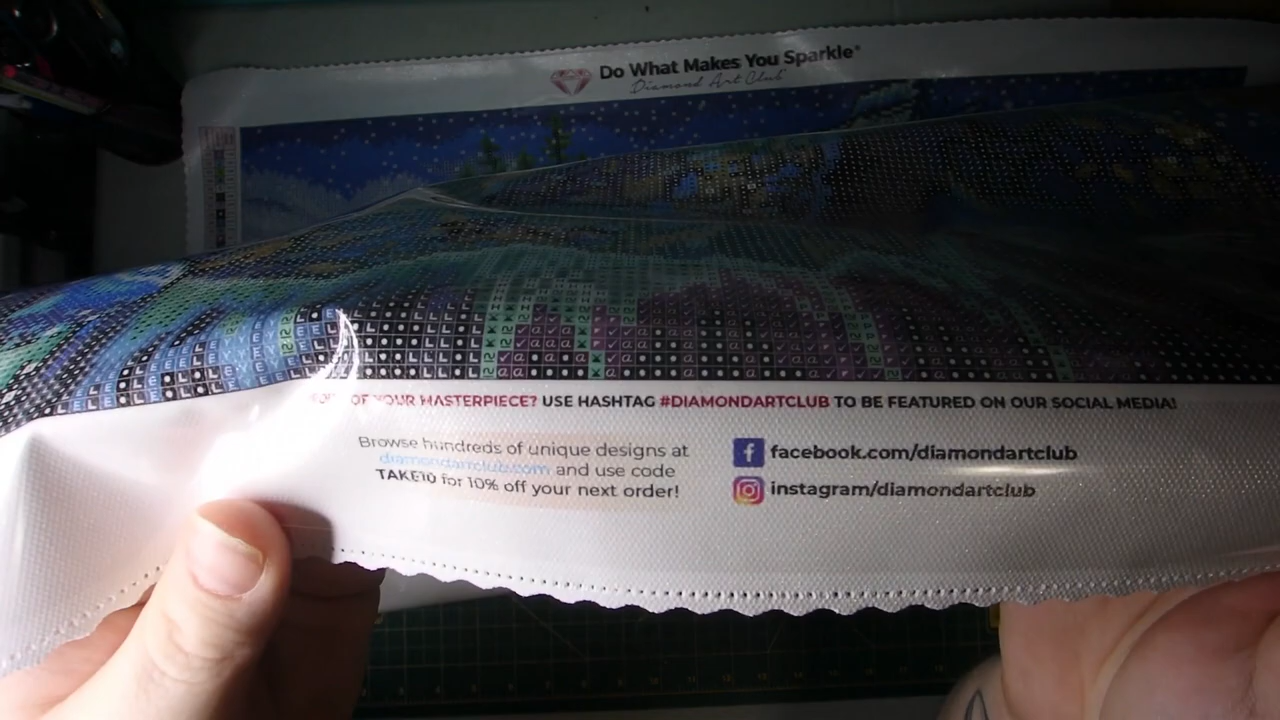 Do What Makes You Sparkle®
Diamond Art Club
OF YOUR MASTERPIECE? USE HASHTAG #DIAMONDARTCLUB TO BE FEATURED ON OUR SOCIAL MEDIA!
Browse hundreds of unique designs at
diamondartclub.com and use code
TAKE10 for 10% off your next order!
facebook.com/diamondartclub
instagram/diamondartclub